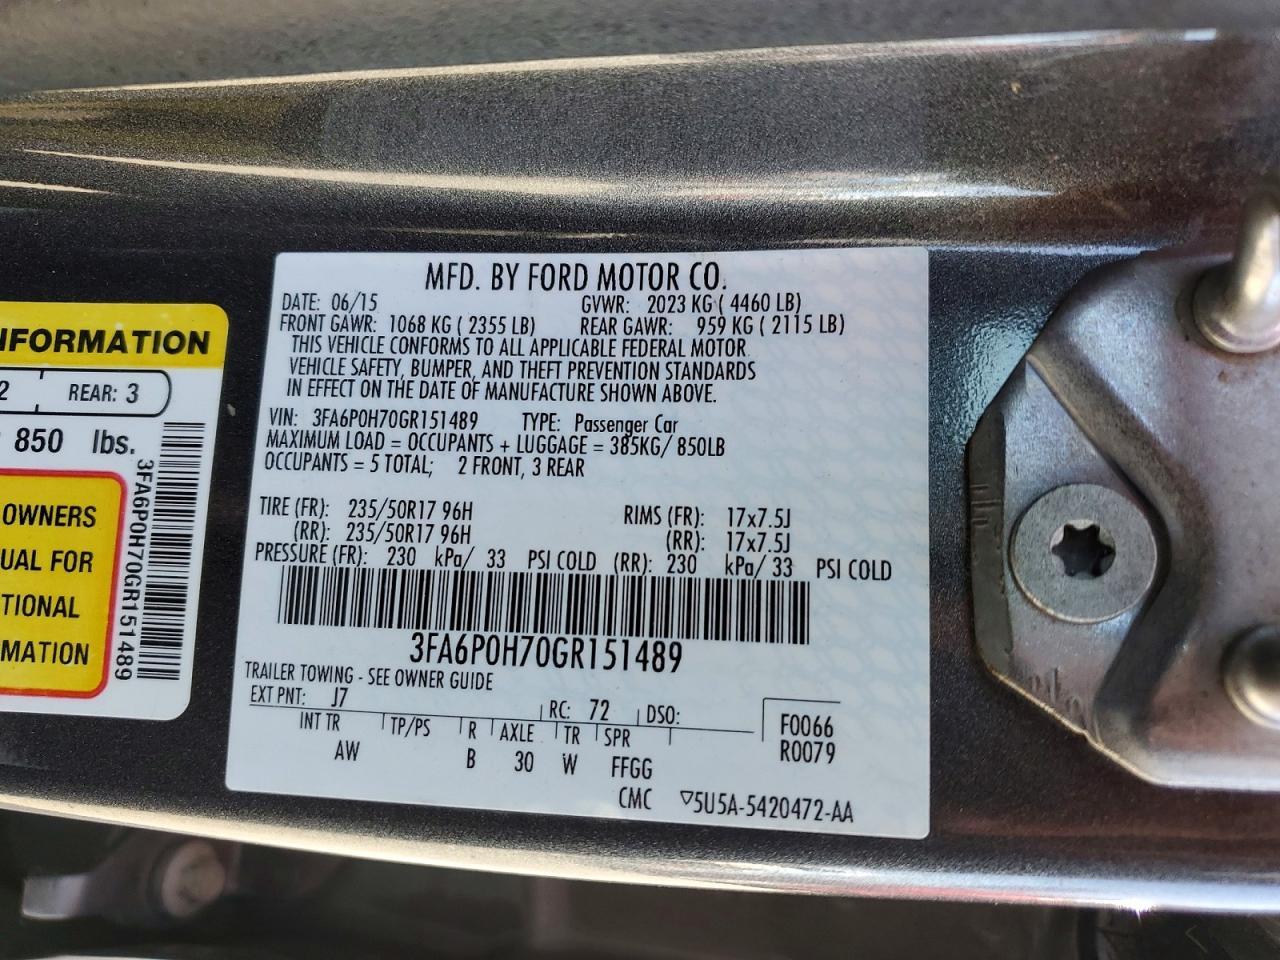 MFD. BY FORD MOTOR CO.
DATE: 06/15 GVWR: 2023 KG ( 4460 LB)
FRONT GAWR: 1068 KG ( 2355 LB) REAR GAWR: 959 KG ( 2115 LB)
THIS VEHICLE CONFORMS TO ALL APPLICABLE FEDERAL MOTOR
VEHICLE SAFETY, BUMPER, AND THEFT PREVENTION STANDARDS
IN EFFECT ON THE DATE OF MANUFACTURE SHOWN ABOVE.
VIN: 3FA6P0H70GR151489 TYPE: Passenger Car
MAXIMUM LOAD = OCCUPANTS + LUGGAGE = 385KG/ 850LB
OCCUPANTS = 5 TOTAL; 2 FRONT, 3 REAR
TIRE (FR): 235/50R17 96H RIMS (FR): 17x7.5J
(RR): 235/50R17 96H (RR): 17x7.5J
PRESSURE (FR): 230 kPa/ 33 PSI COLD (RR): 230 kPa/ 33 PSI COLD
3FA6P0H70GR151489
TRAILER TOWING - SEE OWNER GUIDE
EXT PNT: J7 RC: 72 DSO:
INT TR TP/PS R AXLE TR SPR F0066
AW B 30 W FFGG R0079
CMC ▽5U5A-5420472-AA
NFORMATION
2 REAR: 3
850 lbs.
OWNERS
UAL FOR
TIONAL
MATION
3FA6P0H70GR151489